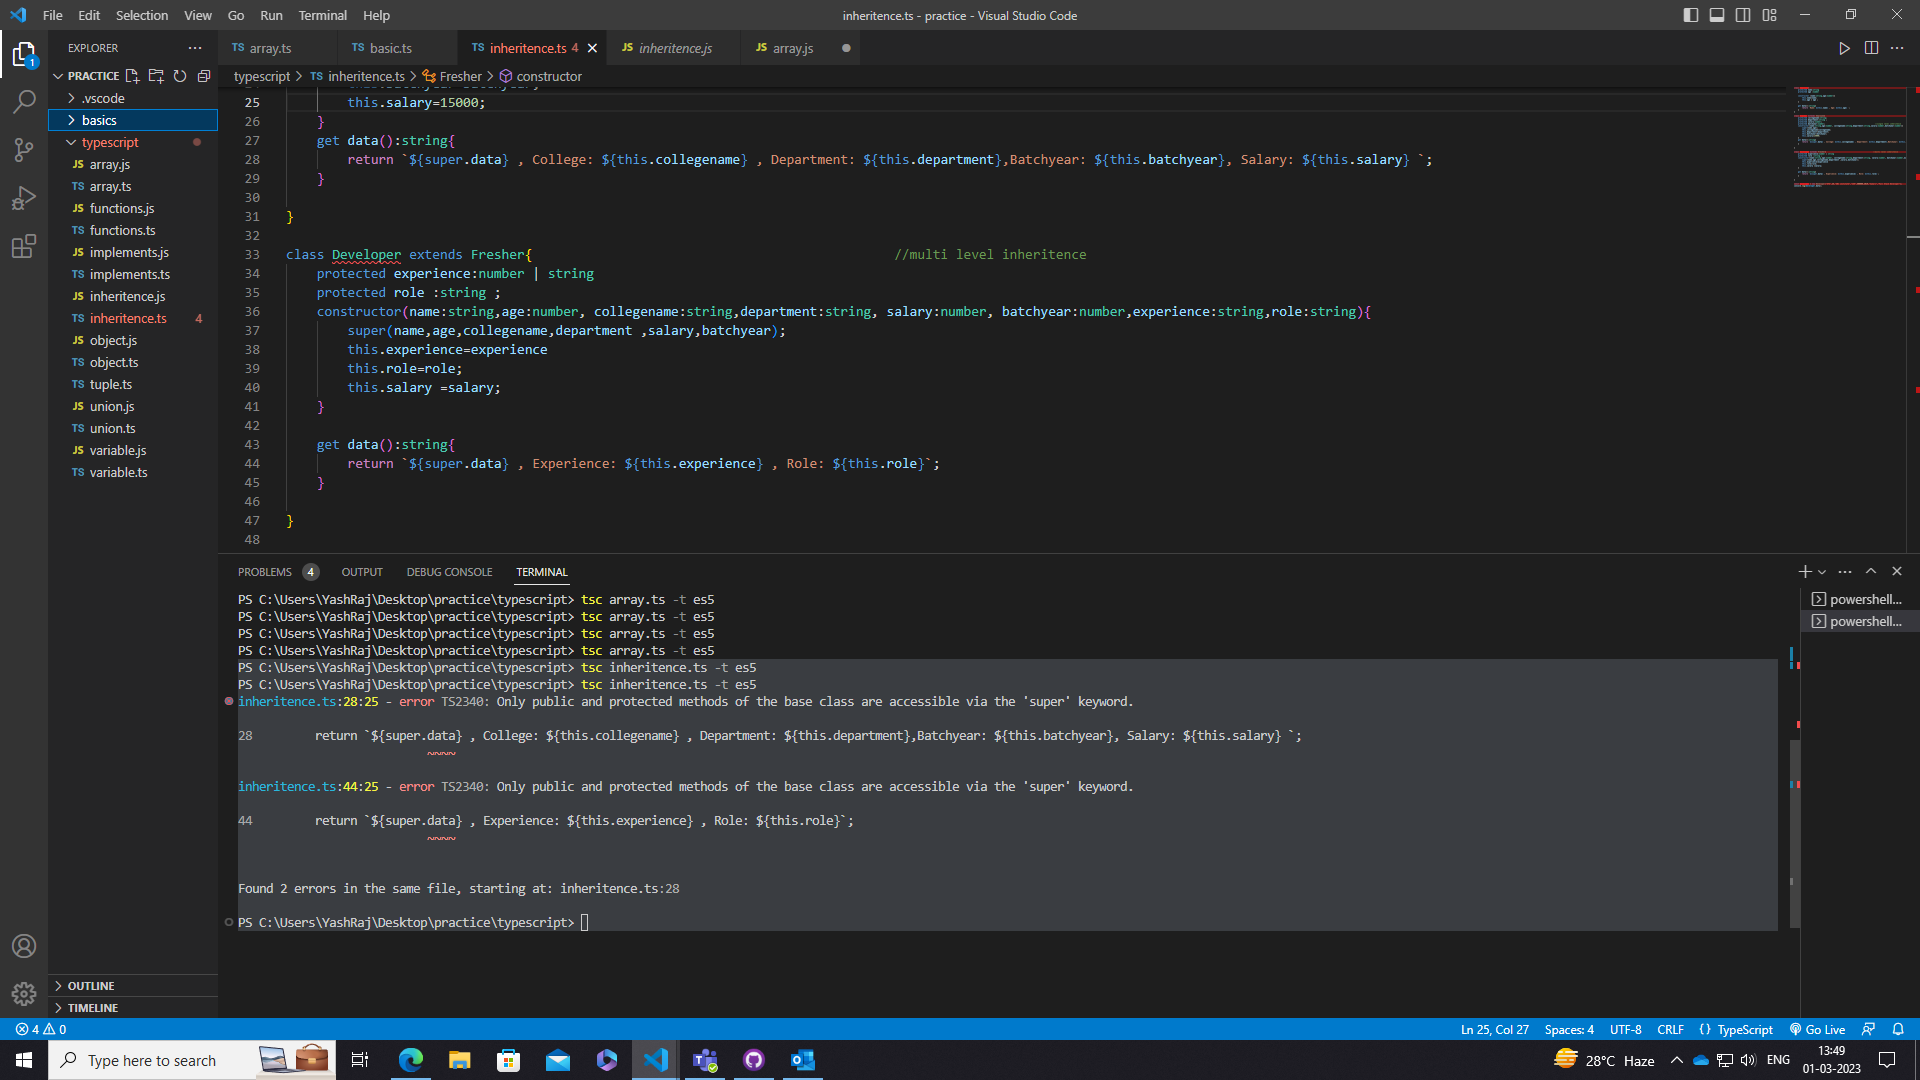 File Edit Selection View Go Run Terminal Help
inheritence.ts - practice - Visual Studio Code
EXPLORER
TS array.ts
TS basic.ts
TS inheritence.ts 4
JS inheritence.js
JS array.js
PRACTICE
typescript > TS inheritence.ts > Fresher > constructor
.vscode
basics
typescript
JS array.js
TS array.ts
JS functions.js
TS functions.ts
JS implements.js
TS implements.ts
JS inheritence.js
TS inheritence.ts 4
JS object.js
TS object.ts
TS tuple.ts
JS union.js
TS union.ts
JS variable.js
TS variable.ts
OUTLINE
TIMELINE
25 this.salary=15000;
26 }
27 get data():string{
28 return `${super.data} , College: ${this.collegename} , Department: ${this.department},Batchyear: ${this.batchyear}, Salary: ${this.salary} `;
29 }
30
31 }
32
33 class Developer extends Fresher{ //multi level inheritence
34 protected experience:number | string
35 protected role :string ;
36 constructor(name:string,age:number, collegename:string,department:string, salary:number, batchyear:number,experience:string,role:string){
37 super(name,age,collegename,department ,salary,batchyear);
38 this.experience=experience
39 this.role=role;
40 this.salary =salary;
41 }
42
43 get data():string{
44 return `${super.data} , Experience: ${this.experience} , Role: ${this.role}`;
45 }
46
47 }
48
PROBLEMS 4 OUTPUT DEBUG CONSOLE TERMINAL
PS C:\Users\YashRaj\Desktop\practice\typescript> tsc array.ts -t es5
PS C:\Users\YashRaj\Desktop\practice\typescript> tsc array.ts -t es5
PS C:\Users\YashRaj\Desktop\practice\typescript> tsc array.ts -t es5
PS C:\Users\YashRaj\Desktop\practice\typescript> tsc array.ts -t es5
PS C:\Users\YashRaj\Desktop\practice\typescript> tsc inheritence.ts -t es5
PS C:\Users\YashRaj\Desktop\practice\typescript> tsc inheritence.ts -t es5
inheritence.ts:28:25 - error TS2340: Only public and protected methods of the base class are accessible via the 'super' keyword.
28 return `${super.data} , College: ${this.collegename} , Department: ${this.department},Batchyear: ${this.batchyear}, Salary: ${this.salary} `;
~~~~
inheritence.ts:44:25 - error TS2340: Only public and protected methods of the base class are accessible via the 'super' keyword.
44 return `${super.data} , Experience: ${this.experience} , Role: ${this.role}`;
~~~~
Found 2 errors in the same file, starting at: inheritence.ts:28
PS C:\Users\YashRaj\Desktop\practice\typescript>
powershell...
powershell...
1
4 0
Ln 25, Col 27 Spaces: 4 UTF-8 CRLF {} TypeScript Go Live
Type here to search
28°C Haze
ENG
13:49
01-03-2023